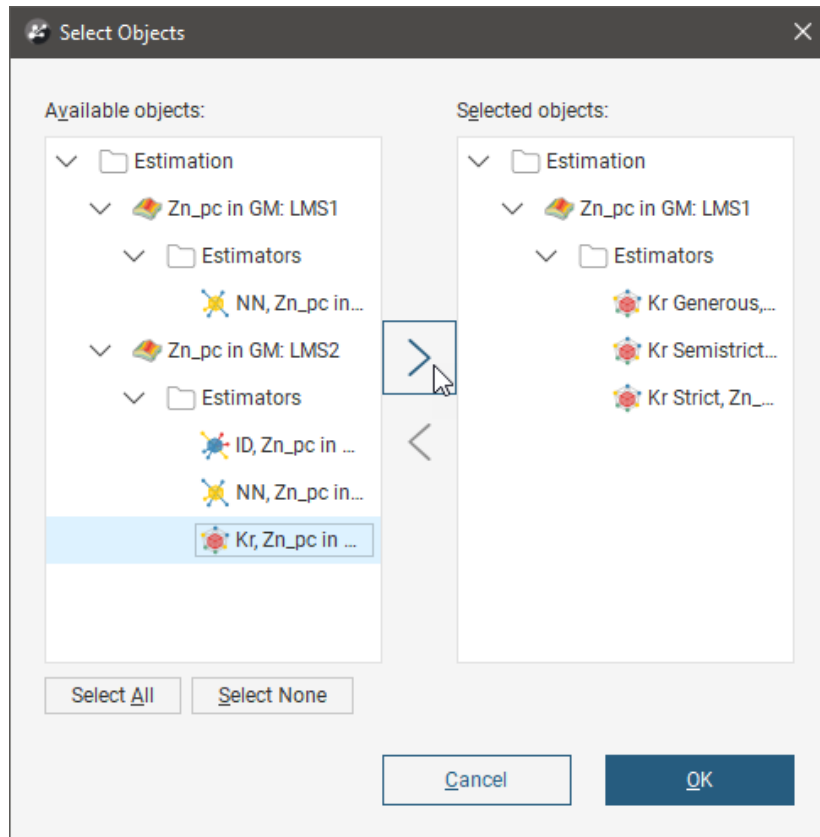 Select Objects
Available objects:
Estimation
Zn_pc in GM: LMS1
Estimators
NN, Zn_pc in...
Zn_pc in GM: LMS2
Estimators
ID, Zn_pc in ...
NN, Zn_pc in...
Kr, Zn_pc in ...
Select All
Select None
Selected objects:
Estimation
Zn_pc in GM: LMS1
Estimators
Kr Generous,...
Kr Semistrict...
Kr Strict, Zn_...
Cancel
OK